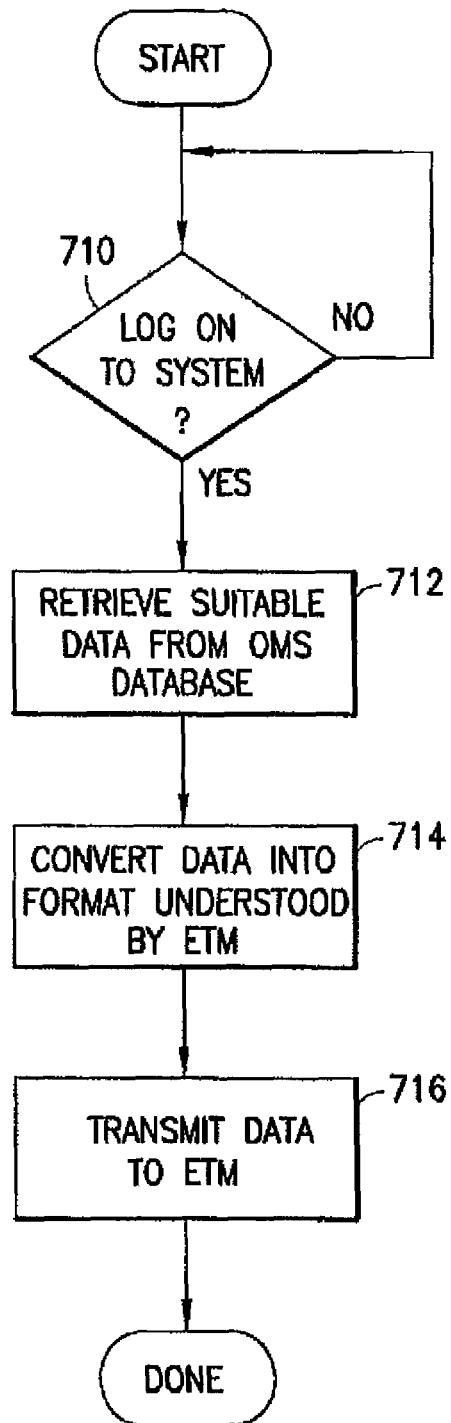 START
710
LOG ON
TO SYSTEM
?
NO
YES
712
RETRIEVE SUITABLE
DATA FROM OMS
DATABASE
714
CONVERT DATA INTO
FORMAT UNDERSTOOD
BY ETM
716
TRANSMIT DATA
TO ETM
DONE